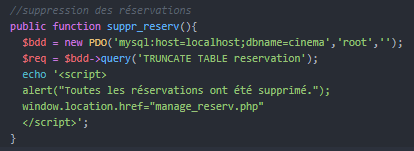 //suppression des réservations
public function suppr_reserv(){
$bdd = new PDO('mysql:host=localhost;dbname=cinema','root','');
$req = $bdd->query('TRUNCATE TABLE reservation');
echo '<script>
alert("Toutes les réservations ont été supprimé.");
window.location.href="manage_reserv.php"
</script>';
}